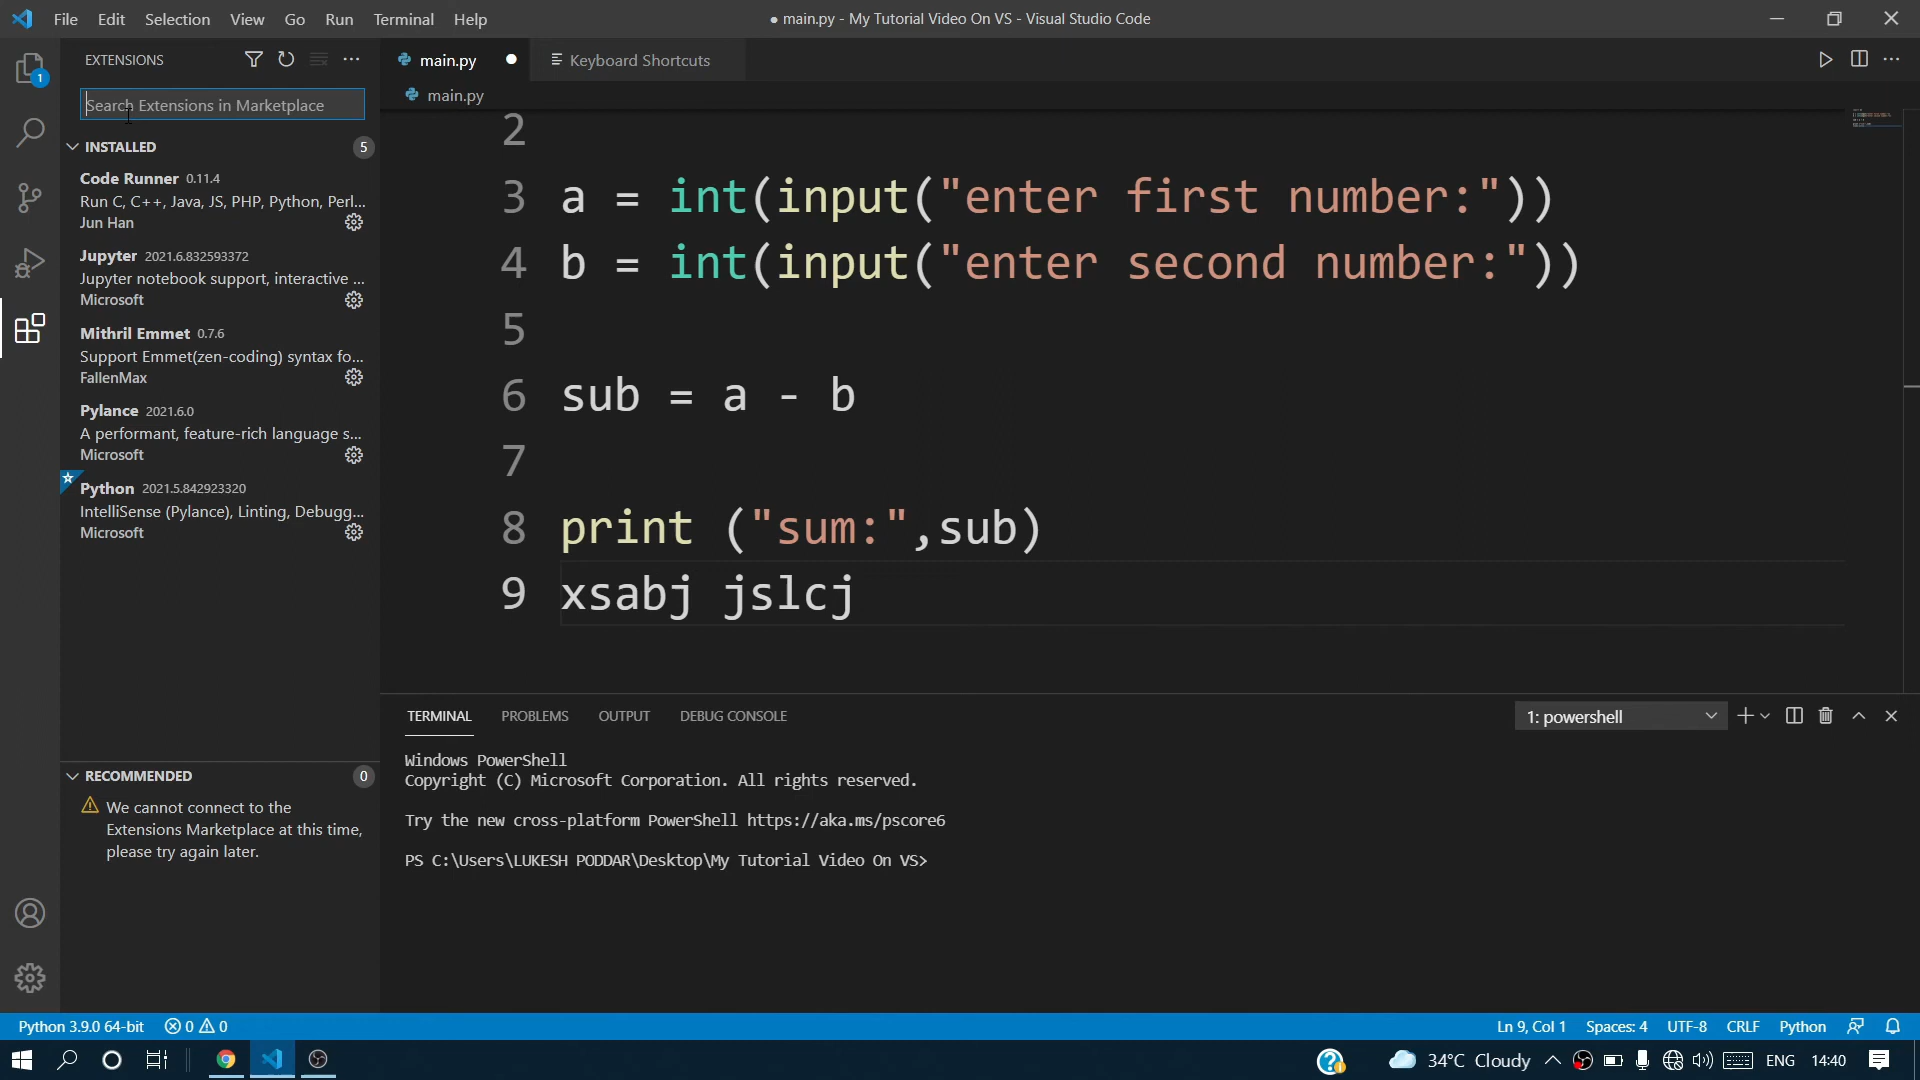 File Edit Selection View Go Run Terminal Help
● main.py - My Tutorial Video On VS - Visual Studio Code
EXTENSIONS
Search Extensions in Marketplace
INSTALLED 5
Code Runner 0.11.4
Run C, C++, Java, JS, PHP, Python, Perl...
Jun Han
Jupyter 2021.6.832593372
Jupyter notebook support, interactive ...
Microsoft
Mithril Emmet 0.7.6
Support Emmet(zen-coding) syntax fo...
FallenMax
Pylance 2021.6.0
A performant, feature-rich language s...
Microsoft
Python 2021.5.842923320
IntelliSense (Pylance), Linting, Debugg...
Microsoft
RECOMMENDED 0
We cannot connect to the
Extensions Marketplace at this time,
please try again later.
1
main.py
Keyboard Shortcuts
main.py
2
3 a = int(input("enter first number:"))
4 b = int(input("enter second number:"))
5
6 sub = a - b
7
8 print ("sum:",sub)
9 xsabj jslcj
TERMINAL PROBLEMS OUTPUT DEBUG CONSOLE
1: powershell
Windows PowerShell
Copyright (C) Microsoft Corporation. All rights reserved.
Try the new cross-platform PowerShell https://aka.ms/pscore6
PS C:\Users\LUKESH PODDAR\Desktop\My Tutorial Video On VS>
Python 3.9.0 64-bit 0 0
Ln 9, Col 1 Spaces: 4 UTF-8 CRLF Python
34°C Cloudy ENG 14:40